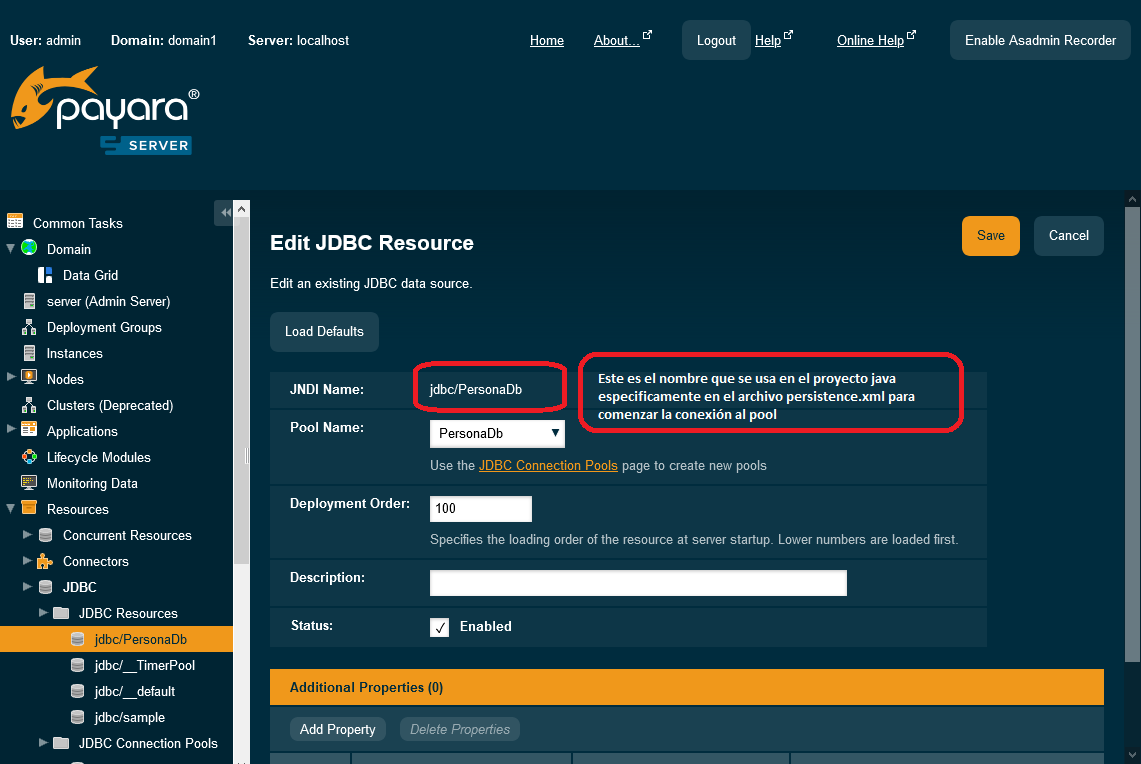 User: admin Domain: domain1 Server: localhost Home About... Logout Help Online Help Enable Asadmin Recorder
payara®
SERVER
Common Tasks
Domain
Data Grid
server (Admin Server)
Deployment Groups
Instances
Nodes
Clusters (Deprecated)
Applications
Lifecycle Modules
Monitoring Data
Resources
Concurrent Resources
Connectors
JDBC
JDBC Resources
jdbc/PersonaDb
jdbc/__TimerPool
jdbc/__default
jdbc/sample
JDBC Connection Pools
Edit JDBC Resource
Save Cancel
Edit an existing JDBC data source.
Load Defaults
JNDI Name: jdbc/PersonaDb
Este es el nombre que se usa en el proyecto java
especificamente en el archivo persistence.xml para
comenzar la conexión al pool
Pool Name: PersonaDb
Use the JDBC Connection Pools page to create new pools
Deployment Order: 100
Specifies the loading order of the resource at server startup. Lower numbers are loaded first.
Description:
Status: Enabled
Additional Properties (0)
Add Property Delete Properties